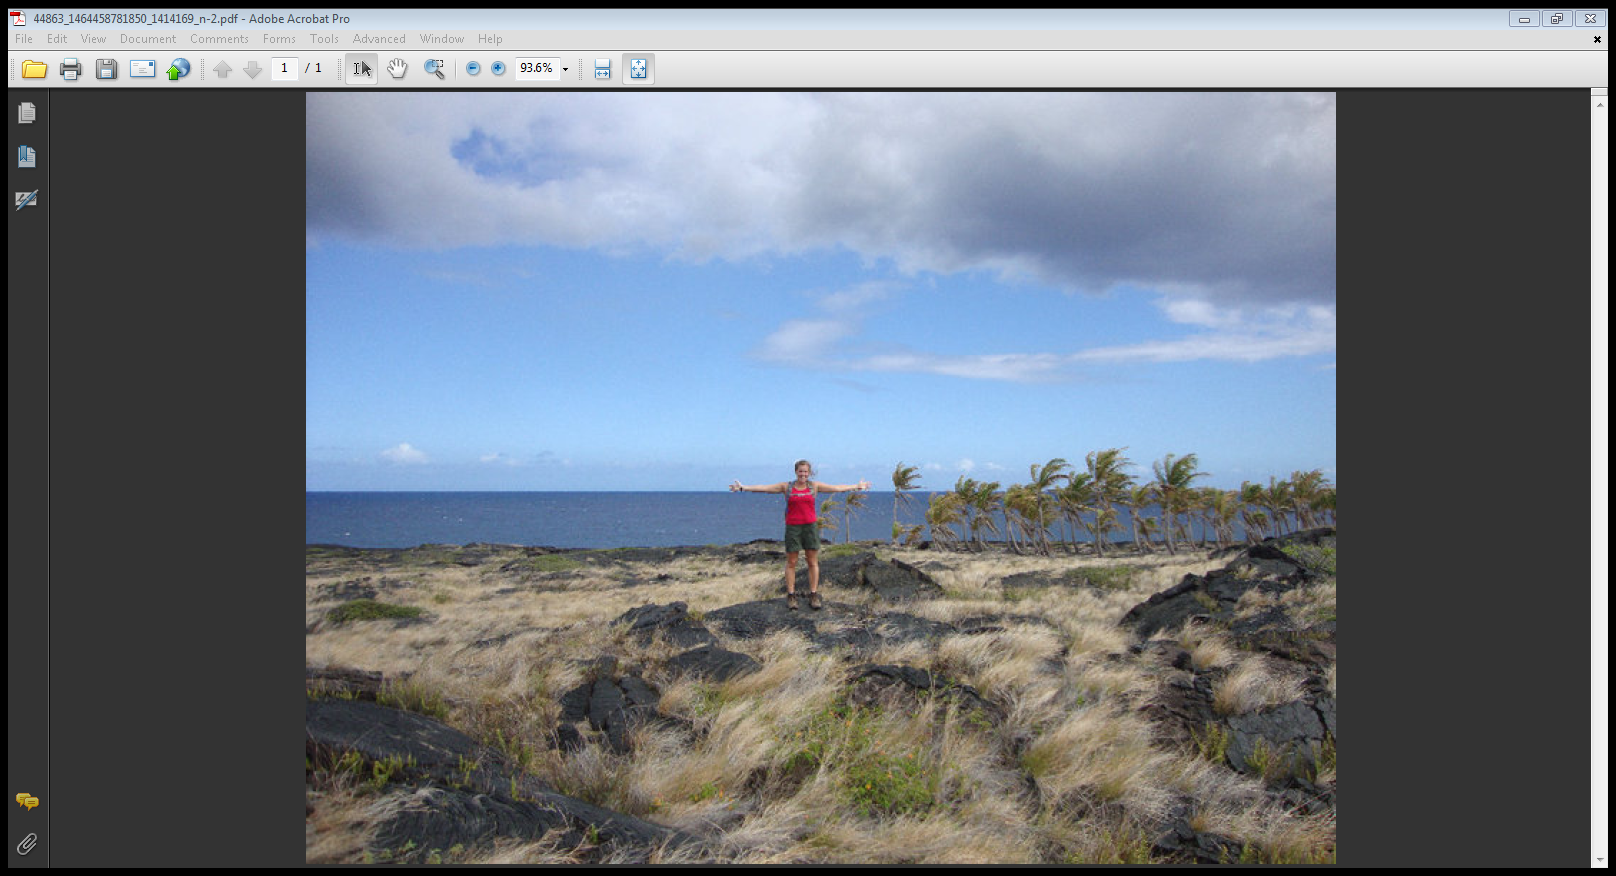 44863_1464458781850_1414169_n-2.pdf - Adobe Acrobat Pro
File Edit View Document Comments Forms Tools Advanced Window Help
1 / 1 93.6%